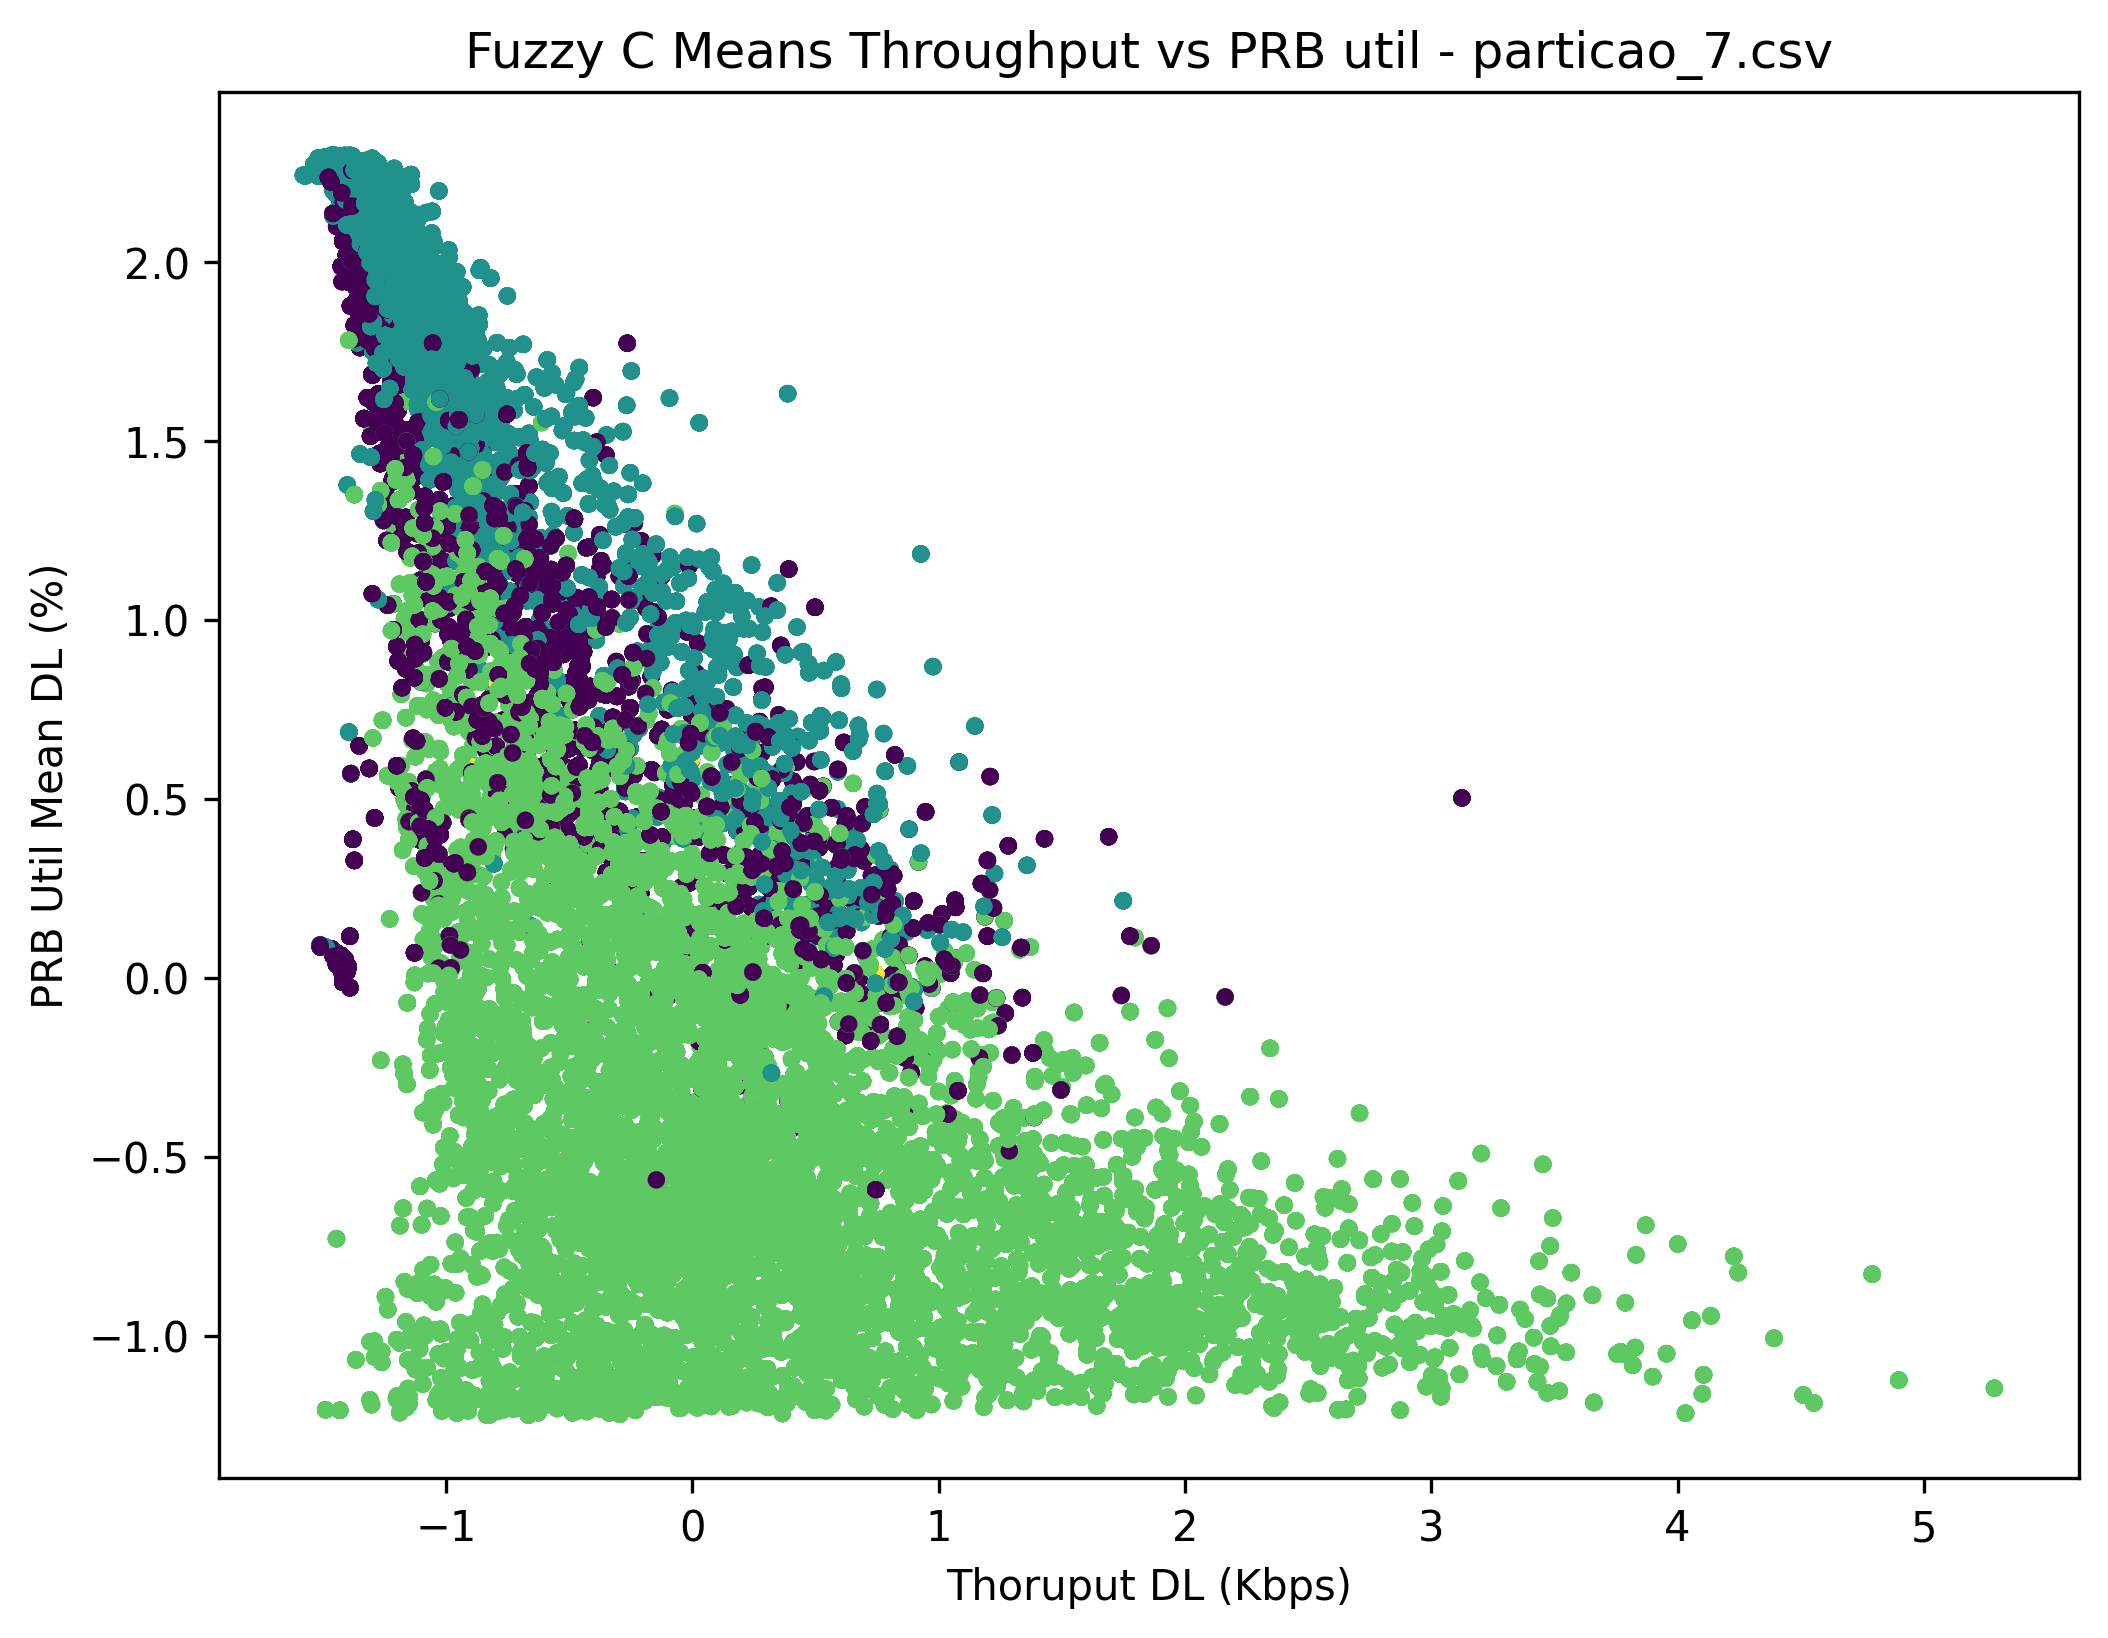 Fuzzy C Means Throughput vs PRB util - particao_7.csv
PRB Util Mean DL (%)
2.0
1.5
1.0
0.5
0.0
−0.5
−1.0
−1 0 1 2 3 4 5
Thoruput DL (Kbps)